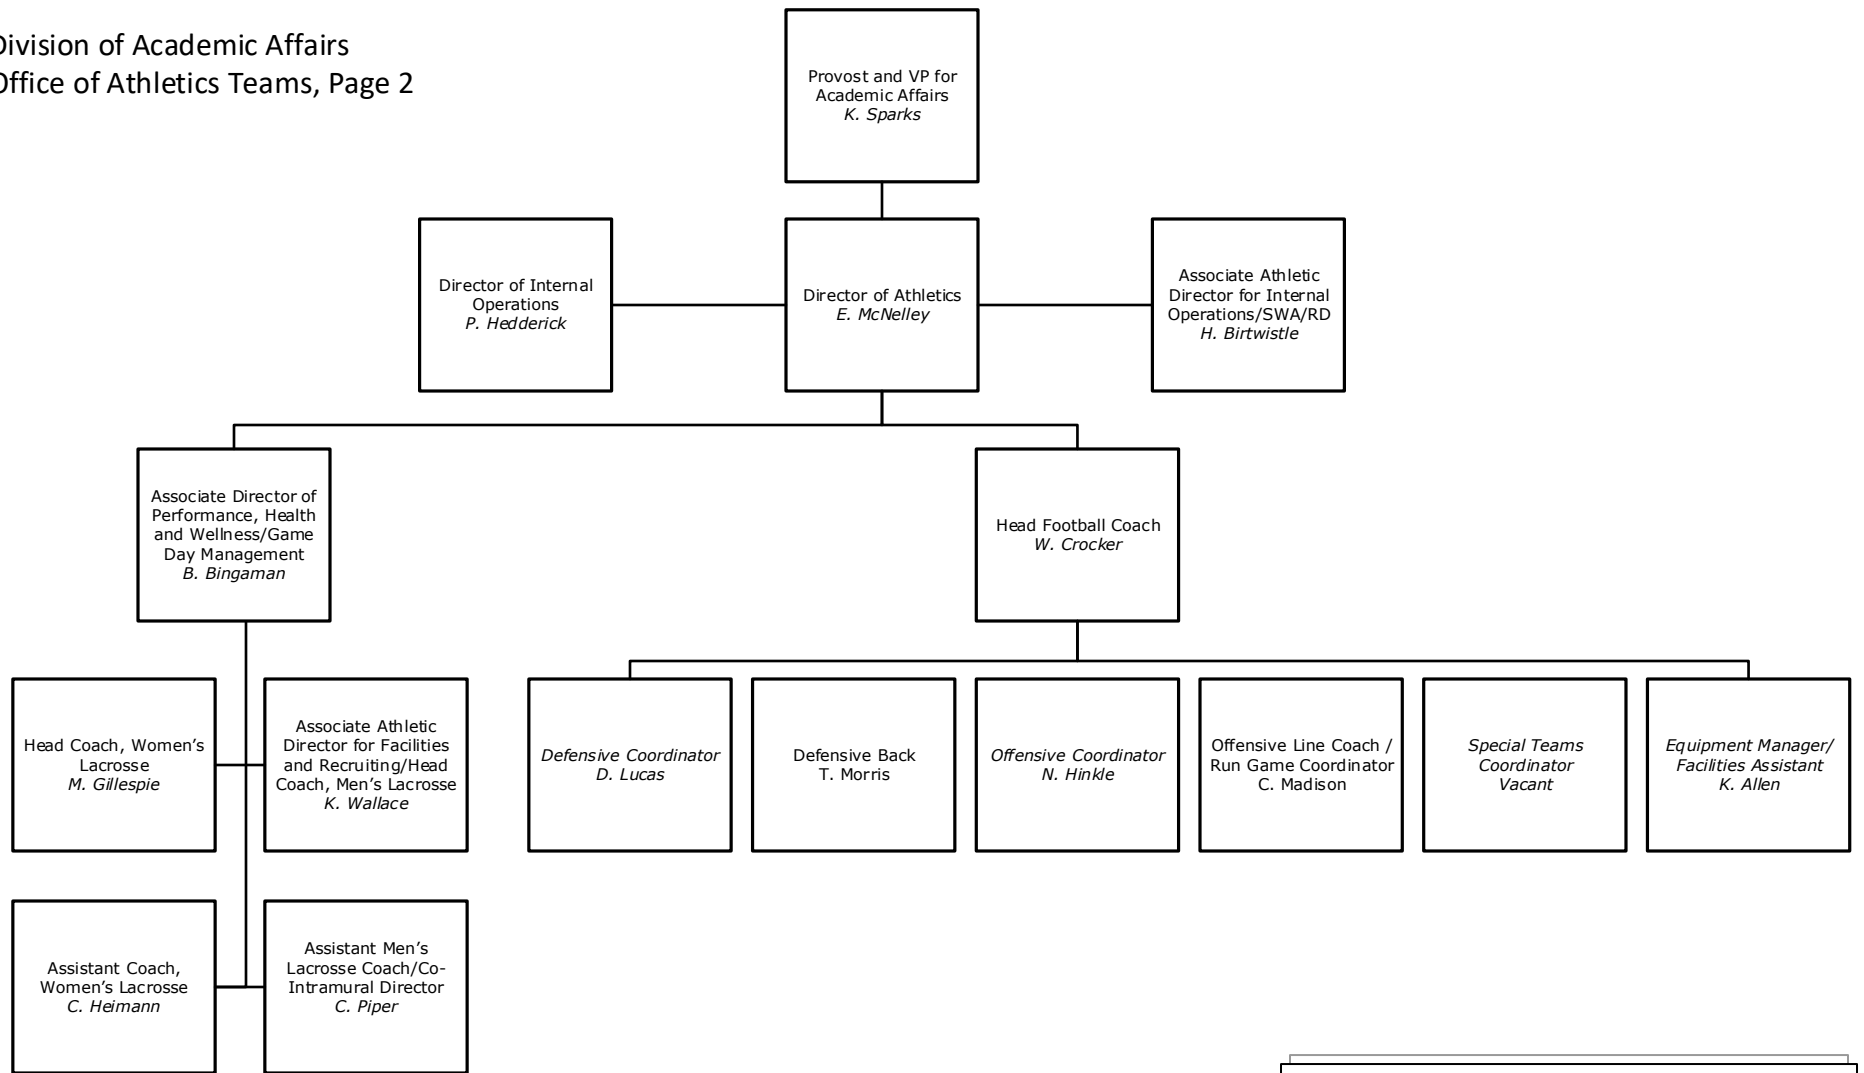 Division of Academic Affairs
Office of Athletics Teams, Page 2
Provost and VP for
Academic Affairs
K. Sparks
Director of Internal
Operations
P. Hedderick
Director of Athletics
E. McNelley
Associate Athletic
Director for Internal
Operations/SWA/RD
H. Birtwistle
Associate Director of
Performance, Health
and Wellness/Game
Day Management
B. Bingaman
Head Football Coach
W. Crocker
Head Coach, Women’s
Lacrosse
M. Gillespie
Associate Athletic
Director for Facilities
and Recruiting/Head
Coach, Men’s Lacrosse
K. Wallace
Defensive Coordinator
D. Lucas
Defensive Back
T. Morris
Offensive Coordinator
N. Hinkle
Offensive Line Coach /
Run Game Coordinator
C. Madison
Special Teams
Coordinator
Vacant
Equipment Manager/
Facilities Assistant
K. Allen
Assistant Coach,
Women’s Lacrosse
C. Heimann
Assistant Men’s
Lacrosse Coach/Co-
Intramural Director
C. Piper